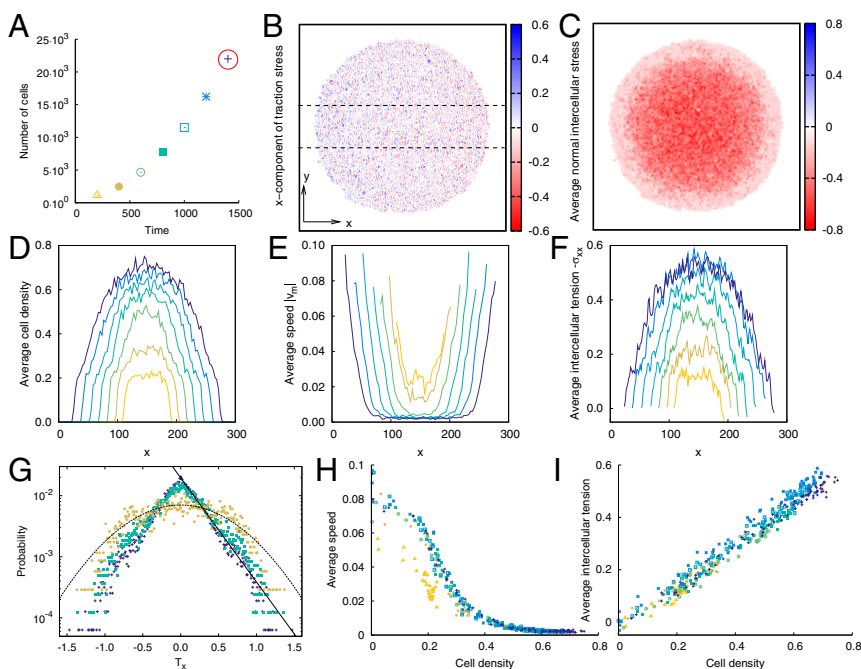 A
25·10³
20·10³
15·10³
10·10³
5·10³
0·10⁰
Number of cells
0
500
1000
1500
Time
B
x-component of traction stress
y
x
0.6
0.4
0.2
0
-0.2
-0.4
-0.6
C
Average normal intercellular stress
0.8
0.4
0
-0.4
-0.8
D
0.8
0.6
0.4
0.2
0.0
Average cell density
0
100
200
300
x
E
0.10
0.08
0.06
0.04
0.02
0.00
Average speed |vₘ|
0
100
200
300
x
F
0.6
0.4
0.2
0.0
Average intercellular tension -σₓₓ
0
100
200
300
x
G
10⁻²
10⁻³
10⁻⁴
Probability
-1.5
-1.0
-0.5
0.0
0.5
1.0
1.5
Tₓ
H
0.1
0.08
0.06
0.04
0.02
0
Average speed
0
0.2
0.4
0.6
0.8
Cell density
I
0.6
0.4
0.2
0
Average intercellular tension
0
0.2
0.4
0.6
0.8
Cell density